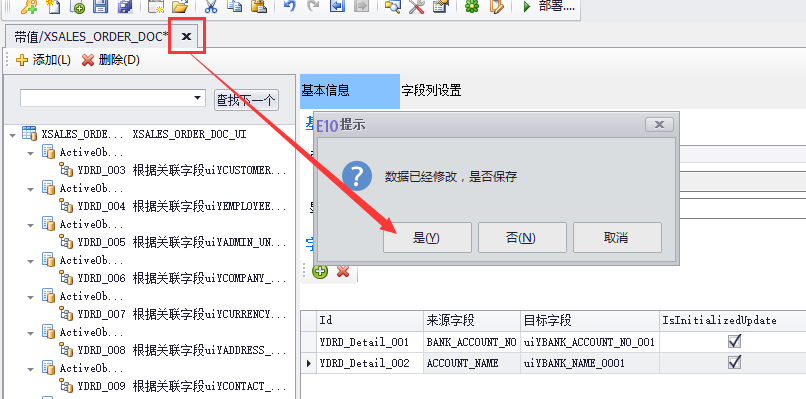 部署....
带值/XSALES_ORDER_DOC*
添加(L) 删除(D)
查找下一个
基本信息 字段列设置
XSALES_ORDE... XSALES_ORDER_DOC_UI
ActiveOb...
YDRD_003 根据关联字段uiYCUSTOMER...
ActiveOb...
YDRD_004 根据关联字段uiYEMPLOYEE...
ActiveOb...
YDRD_005 根据关联字段uiYADMIN_UN...
ActiveOb...
YDRD_006 根据关联字段uiYCOMPANY_...
ActiveOb...
YDRD_007 根据关联字段uiYCURRENCY...
ActiveOb...
YDRD_008 根据关联字段uiYADDRESS_...
ActiveOb...
YDRD_009 根据关联字段uiYCONTACT_...
E10提示
数据已经修改，是否保存
是(Y) 否(N) 取消
Id 来源字段 目标字段 IsInitializedUpdate
YDRD_Detail_001 BANK_ACCOUNT_NO uiYBANK_ACCOUNT_NO_001
YDRD_Detail_002 ACCOUNT_NAME uiYBANK_NAME_0001